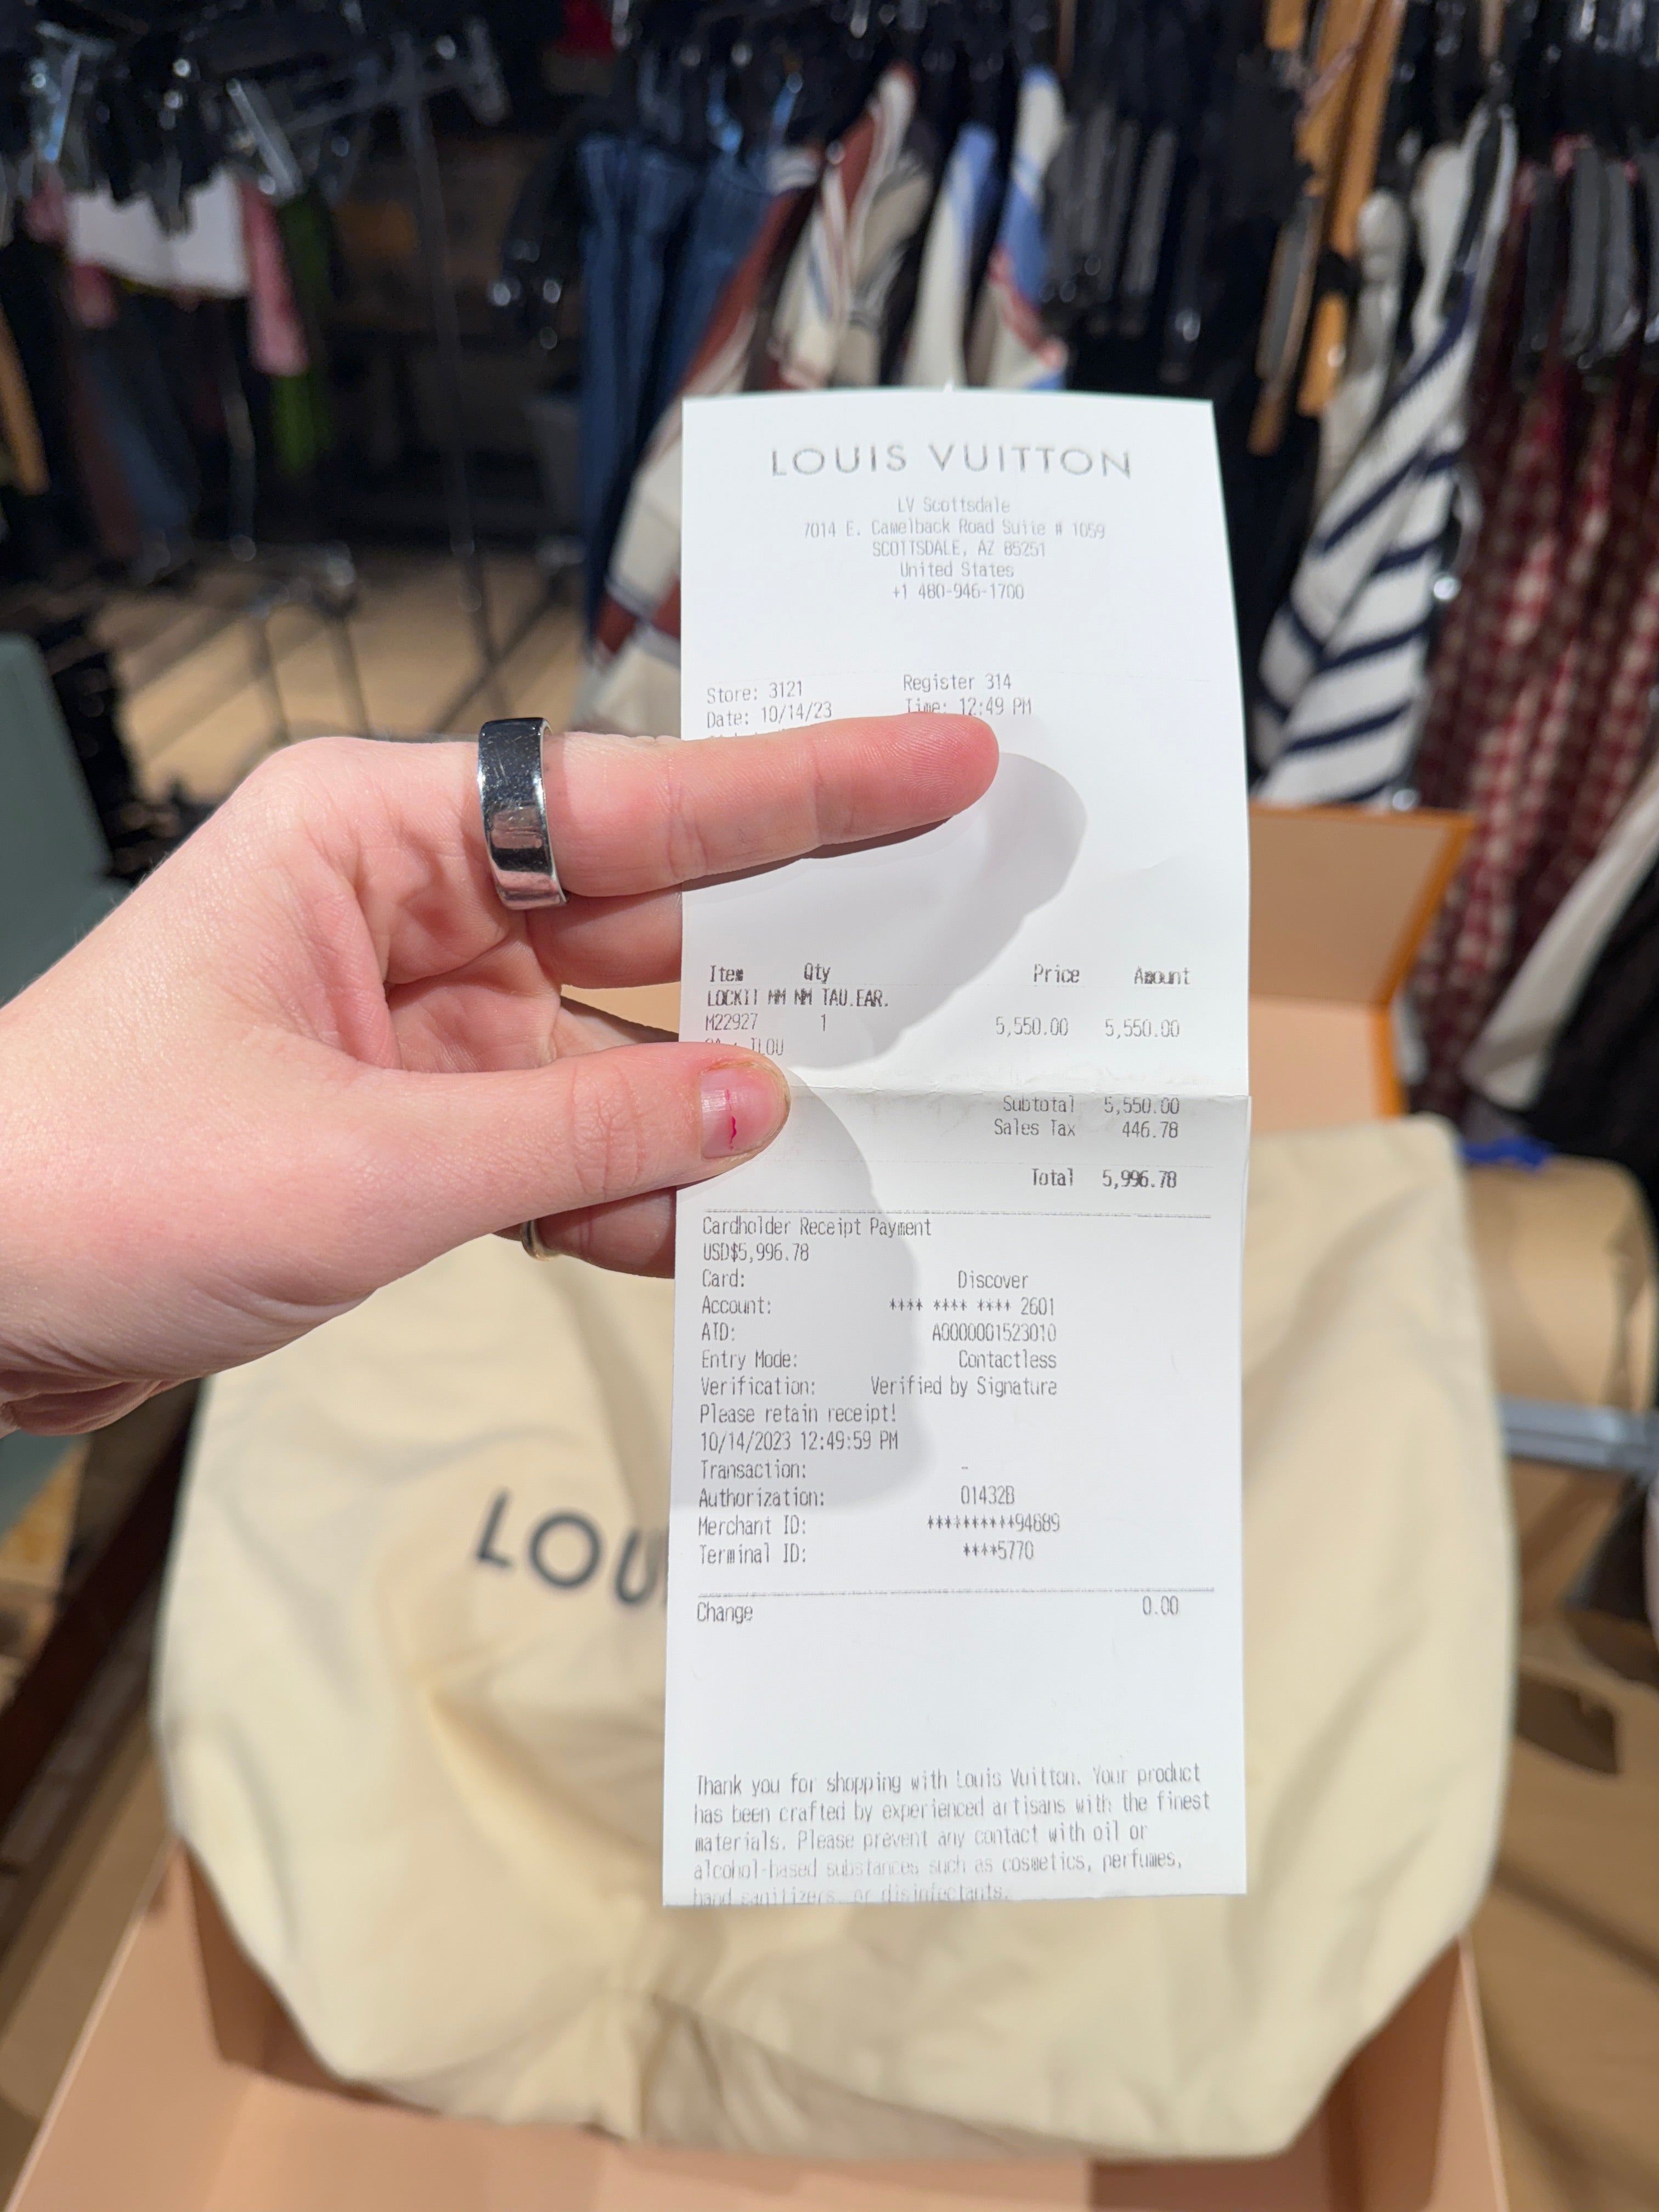 LOUIS VUITTON
LV Scottsdale
7014 E. Camelback Road Suite # 1059
SCOTTSDALE, AZ 85251
United States
+1 480-946-1700
Store: 3121 Register 314
Date: 10/14/23 Time: 12:49 PM
Item Qty Price Amount
LOCKIT MM NM TAU.EAR.
M22927 1 5,550.00 5,550.00
JLOU
Subtotal 5,550.00
Sales Tax 446.78
Total 5,996.78
Cardholder Receipt Payment
USD$5,996.78
Card: Discover
Account: **** **** **** 2601
AID: A0000001523010
Entry Mode: Contactless
Verification: Verified by Signature
Please retain receipt!
10/14/2023 12:49:59 PM
Transaction: -
Authorization: 01432B
Merchant ID: **********94689
Terminal ID: ****5770
Change 0.00
Thank you for shopping with Louis Vuitton. Your product
has been crafted by experienced artisans with the finest
materials. Please prevent any contact with oil or
alcohol-based substances such as cosmetics, perfumes,
hand sanitizers, or disinfectants.
LOU